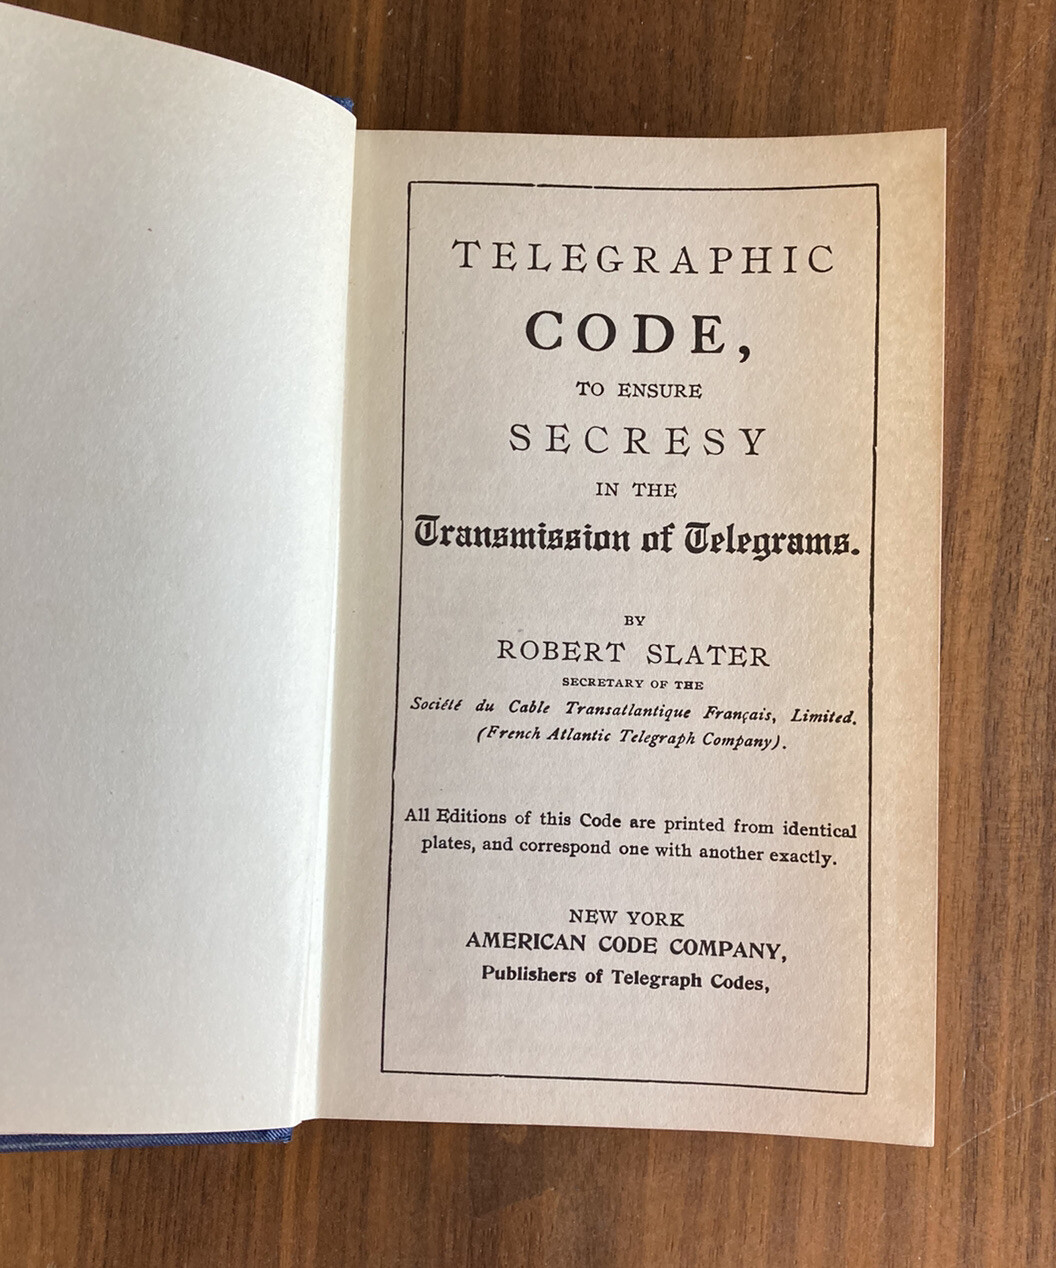 TELEGRAPHIC
CODE,
TO ENSURE
SECRESY
IN THE
Transmission of Telegrams.
BY
ROBERT SLATER
SECRETARY OF THE
Société du Cable Transatlantique Français, Limited.
(French Atlantic Telegraph Company).
All Editions of this Code are printed from identical
plates, and correspond one with another exactly.
NEW YORK
AMERICAN CODE COMPANY,
Publishers of Telegraph Codes,